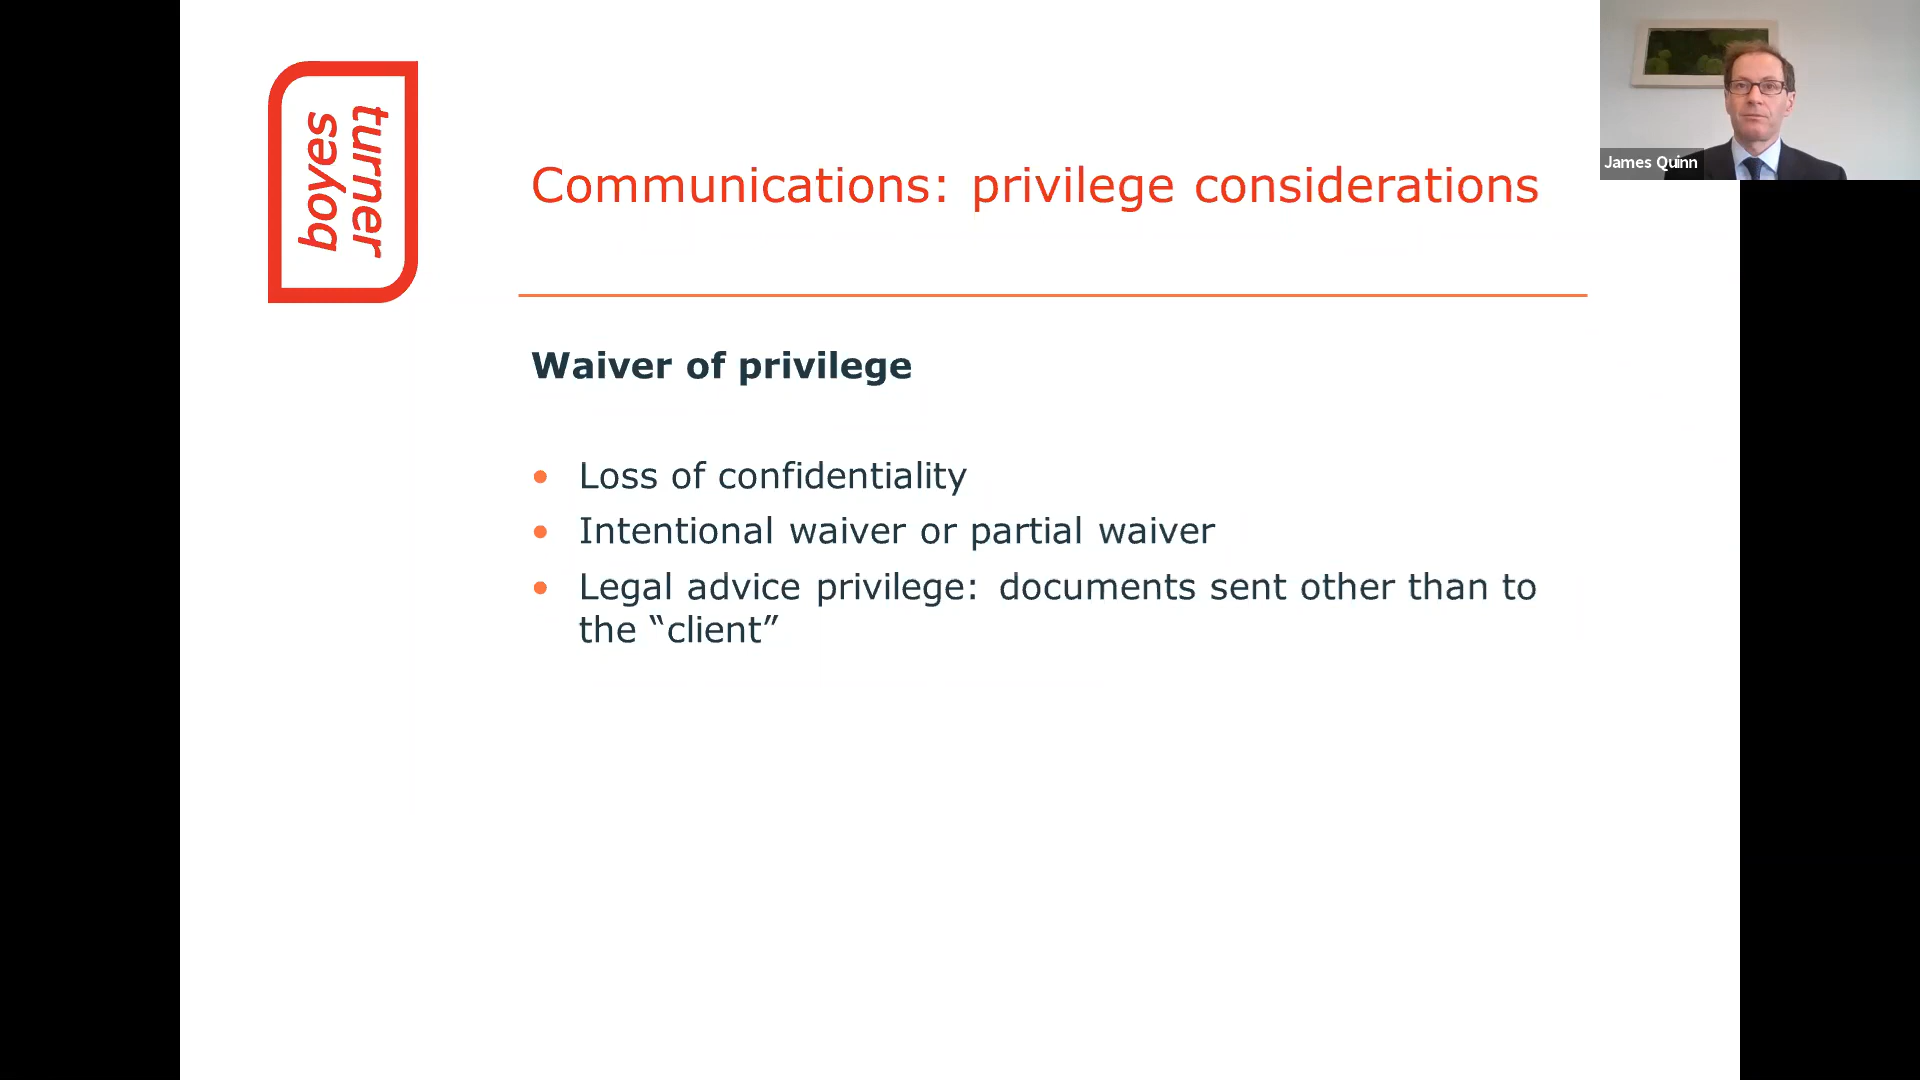 turner
boyes
James Quinn
Communications: privilege considerations
Waiver of privilege
• Loss of confidentiality
• Intentional waiver or partial waiver
• Legal advice privilege: documents sent other than to
the “client”